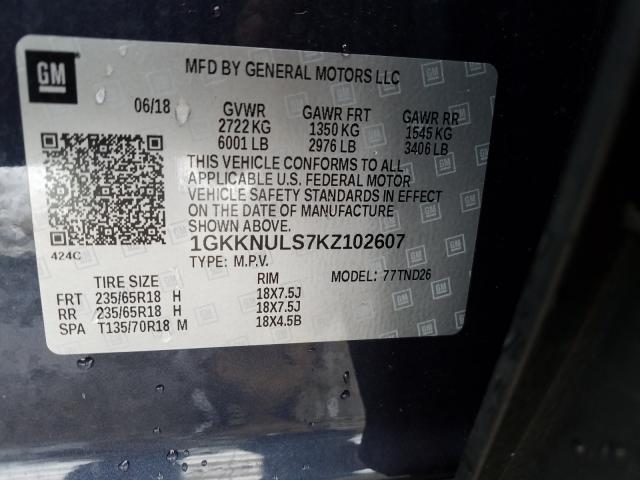 GM
MFD BY GENERAL MOTORS LLC
06/18 GVWR GAWR FRT GAWR RR
2722 KG 1350 KG 1545 KG
6001 LB 2976 LB 3406 LB
THIS VEHICLE CONFORMS TO ALL
APPLICABLE U.S. FEDERAL MOTOR
VEHICLE SAFETY STANDARDS IN EFFECT
ON THE DATE OF MANUFACTURE
SHOWN ABOVE.
1GKKNULS7KZ102607
424C
TYPE: M.P.V. MODEL: 77TND26
TIRE SIZE RIM
FRT 235/65R18 H 18X7.5J
RR 235/65R18 H 18X7.5J
SPA T135/70R18 M 18X4.5B